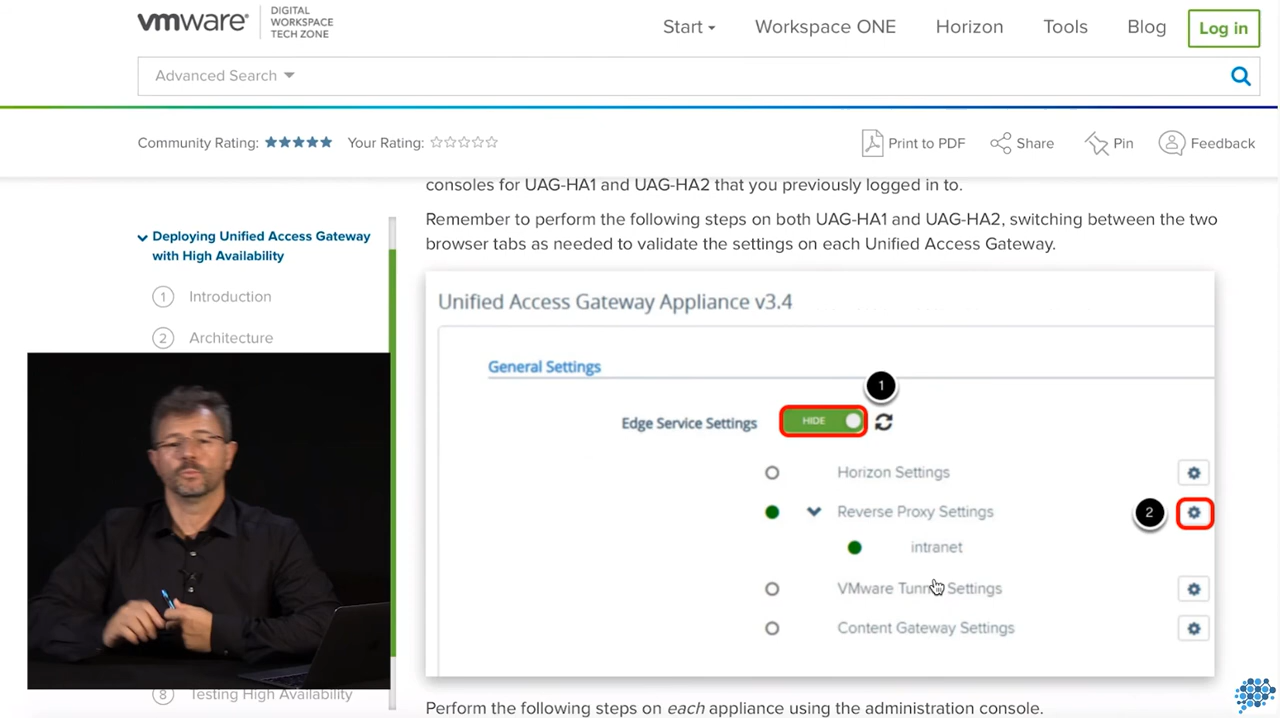 vmware® DIGITAL
WORKSPACE
TECH ZONE
Start Workspace ONE Horizon Tools Blog Log in
Advanced Search
Community Rating: Your Rating: Print to PDF Share Pin Feedback
consoles for UAG-HA1 and UAG-HA2 that you previously logged in to.
Remember to perform the following steps on both UAG-HA1 and UAG-HA2, switching between the two
browser tabs as needed to validate the settings on each Unified Access Gateway.
Deploying Unified Access Gateway
with High Availability
1 Introduction
2 Architecture
8 Testing High Availability
Unified Access Gateway Appliance v3.4
General Settings
1
Edge Service Settings HIDE
Horizon Settings
Reverse Proxy Settings 2
intranet
VMware Tunnel Settings
Content Gateway Settings
Perform the following steps on each appliance using the administration console.